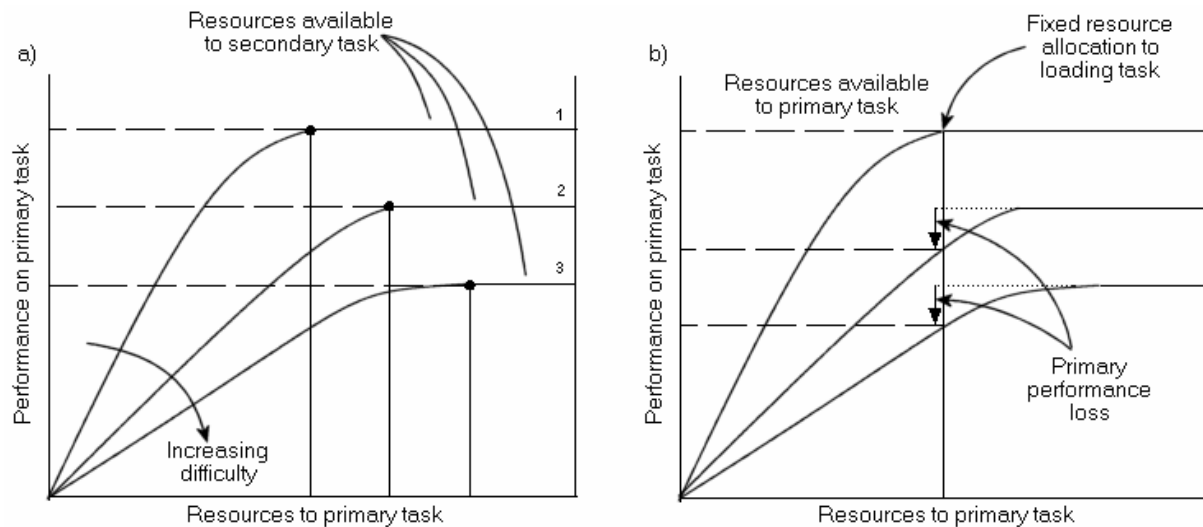 a)
Resources available
to secondary task
1
2
3
Performance on primary task
Increasing
difficulty
Resources to primary task
b)
Fixed resource
allocation to
loading task
Resources available
to primary task
Performance on primary task
Primary
performance
loss
Resources to primary task